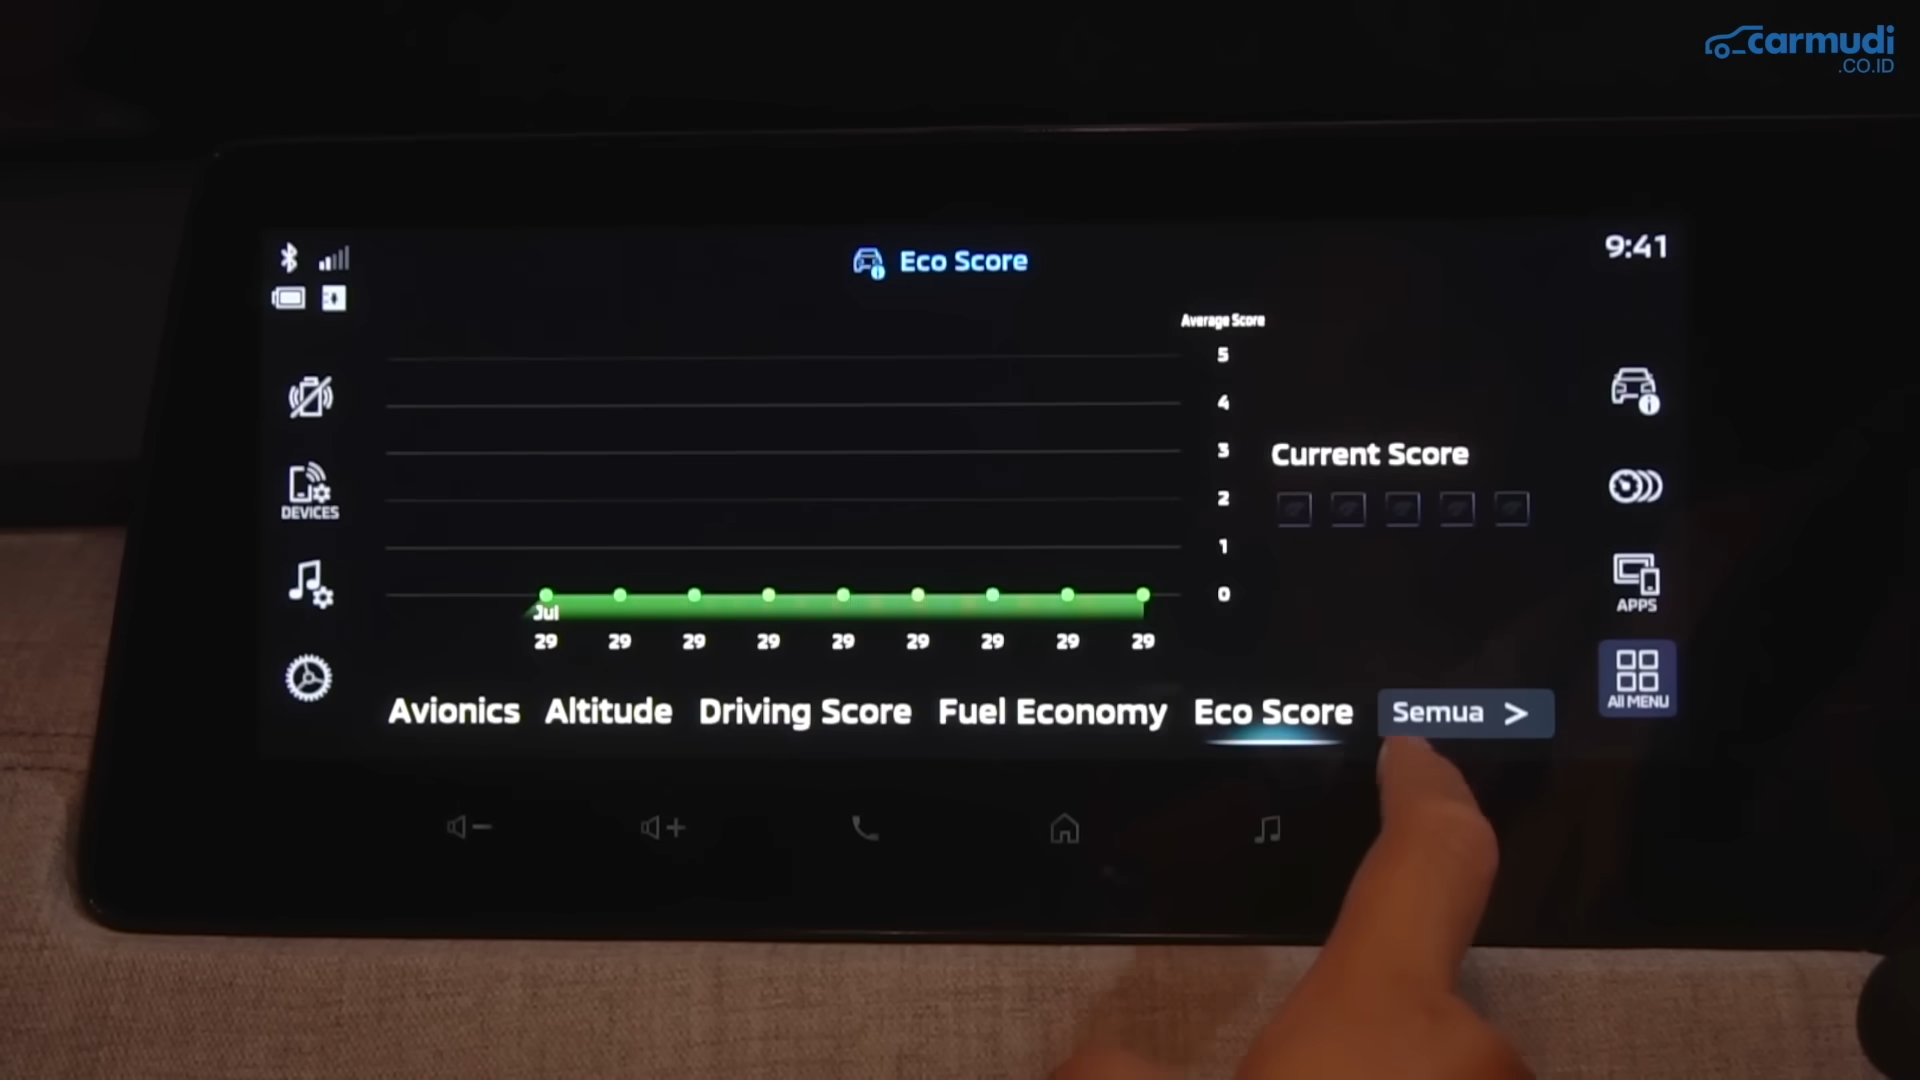 carmudi
.CO.ID
Eco Score
9:41
Average Score
5
4
3
2
1
0
Current Score
DEVICES
APPS
All MENU
Jul
29 29 29 29 29 29 29 29 29
Avionics Altitude Driving Score Fuel Economy Eco Score Semua >